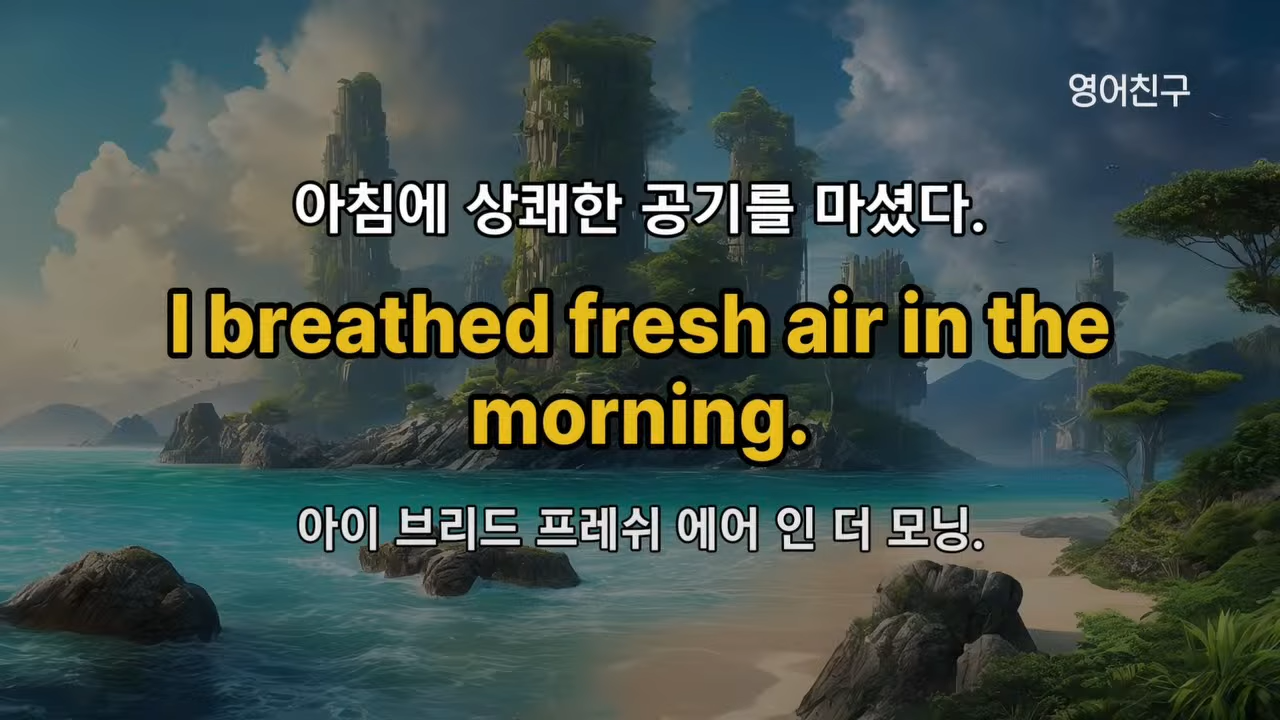 영어친구
아침에 상쾌한 공기를 마셨다.
I breathed fresh air in the
morning.
아이 브리드 프레쉬 에어 인 더 모닝.